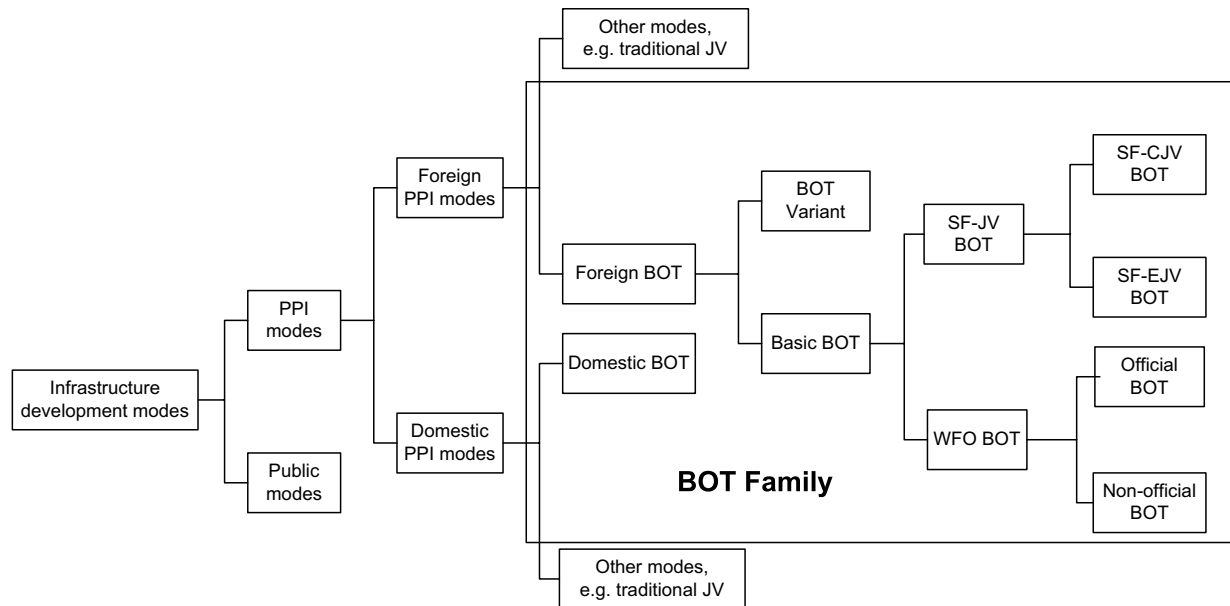 Other modes,
e.g. traditional JV
Foreign
PPI modes
BOT
Variant
SF-CJV
BOT
SF-JV
BOT
Foreign BOT
SF-EJV
BOT
PPI
modes
Basic BOT
Domestic BOT
Official
BOT
Infrastructure
development modes
Domestic
PPI modes
WFO BOT
Public
modes
BOT Family
Non-official
BOT
Other modes,
e.g. traditional JV